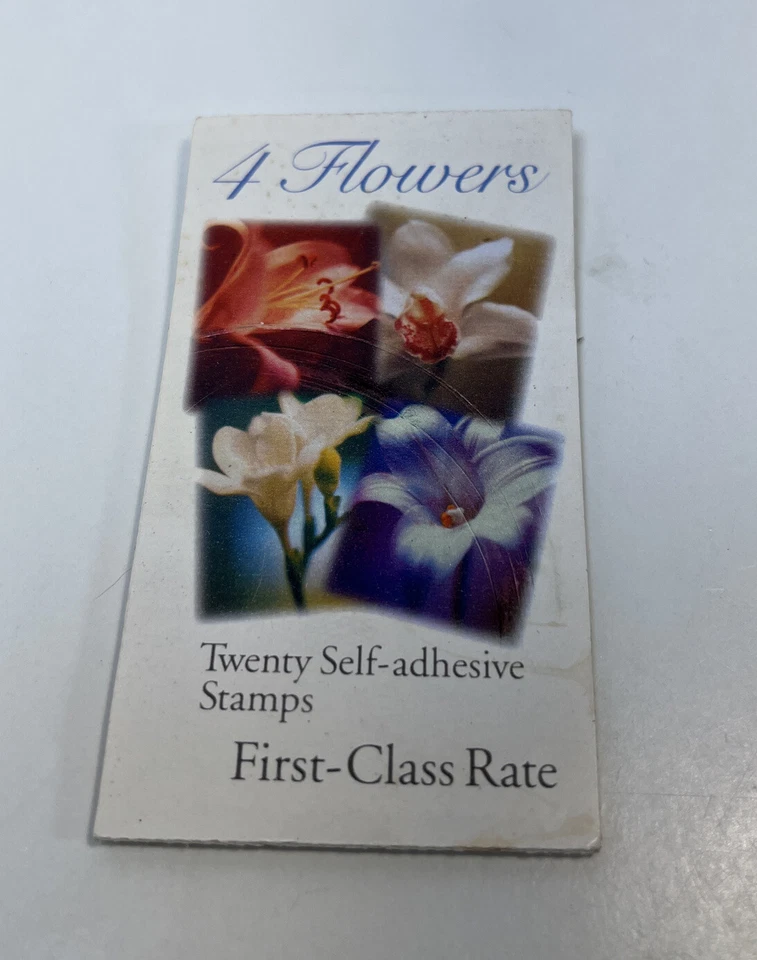 4 Flowers
Twenty Self-adhesive
Stamps
First-Class Rate